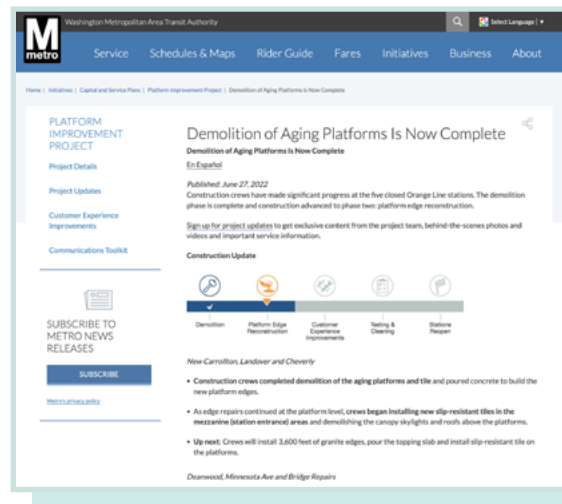 Washington Metropolitan Area Transit Authority
Select Language | ▼
M
metro
Service Schedules & Maps Rider Guide Fares Initiatives Business About
Home | Initiatives | Capital and Service Plans | Platform Improvement Project | Demolition of Aging Platforms Is Now Complete
PLATFORM
IMPROVEMENT
PROJECT
Project Details
Project Updates
Customer Experience
Improvements
Communications Toolkit
SUBSCRIBE TO
METRO NEWS
RELEASES
SUBSCRIBE
Metro's privacy policy
Demolition of Aging Platforms Is Now Complete
Demolition of Aging Platforms Is Now Complete
En Español
Published: June 27, 2022
Construction crews have made significant progress at the five closed Orange Line stations. The demolition
phase is complete and construction advanced to phase two: platform edge reconstruction.
Sign up for project updates to get exclusive content from the project team, behind-the-scenes photos and
videos and important service information.
Construction Update
Demolition
Platform Edge
Reconstruction
Customer
Experience
Improvements
Testing &
Cleaning
Stations
Reopen
New Carrollton, Landover and Cheverly
• Construction crews completed demolition of the aging platforms and tile and poured concrete to build the
new platform edges.
• As edge repairs continued at the platform level, crews began installing new slip-resistant tiles in the
mezzanine (station entrance) areas and demolishing the canopy skylights and roofs above the platforms.
• Up next: Crews will install 3,600 feet of granite edges, pour the topping slab and install slip-resistant tile on
the platforms.
Deanwood, Minnesota Ave and Bridge Repairs